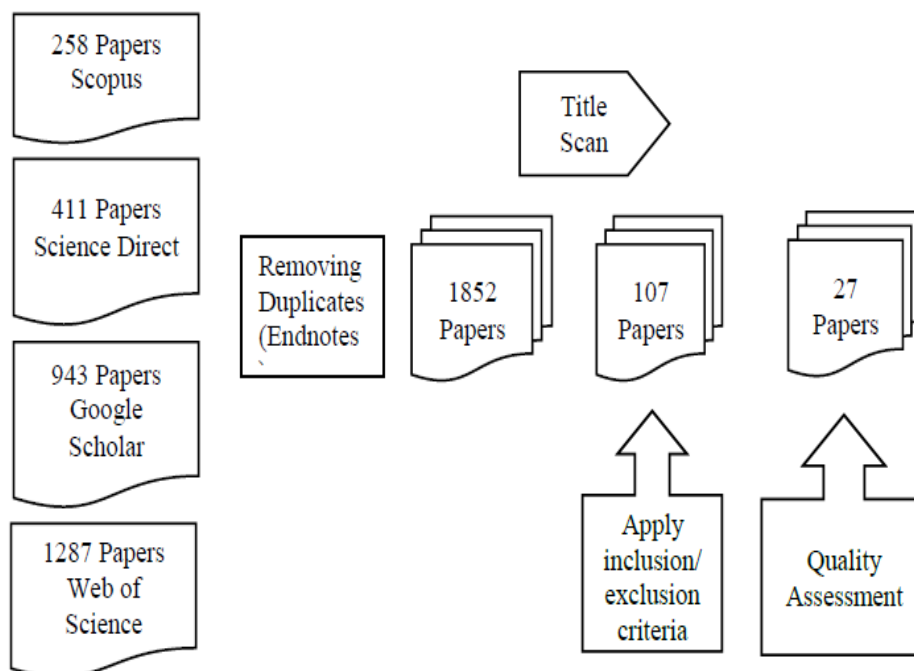 258 Papers
Scopus
411 Papers
Science Direct
943 Papers
Google
Scholar
1287 Papers
Web of
Science
Removing
Duplicates
(Endnotes
Title
Scan
1852
Papers
107
Papers
27
Papers
Apply
inclusion/
exclusion
criteria
Quality
Assessment